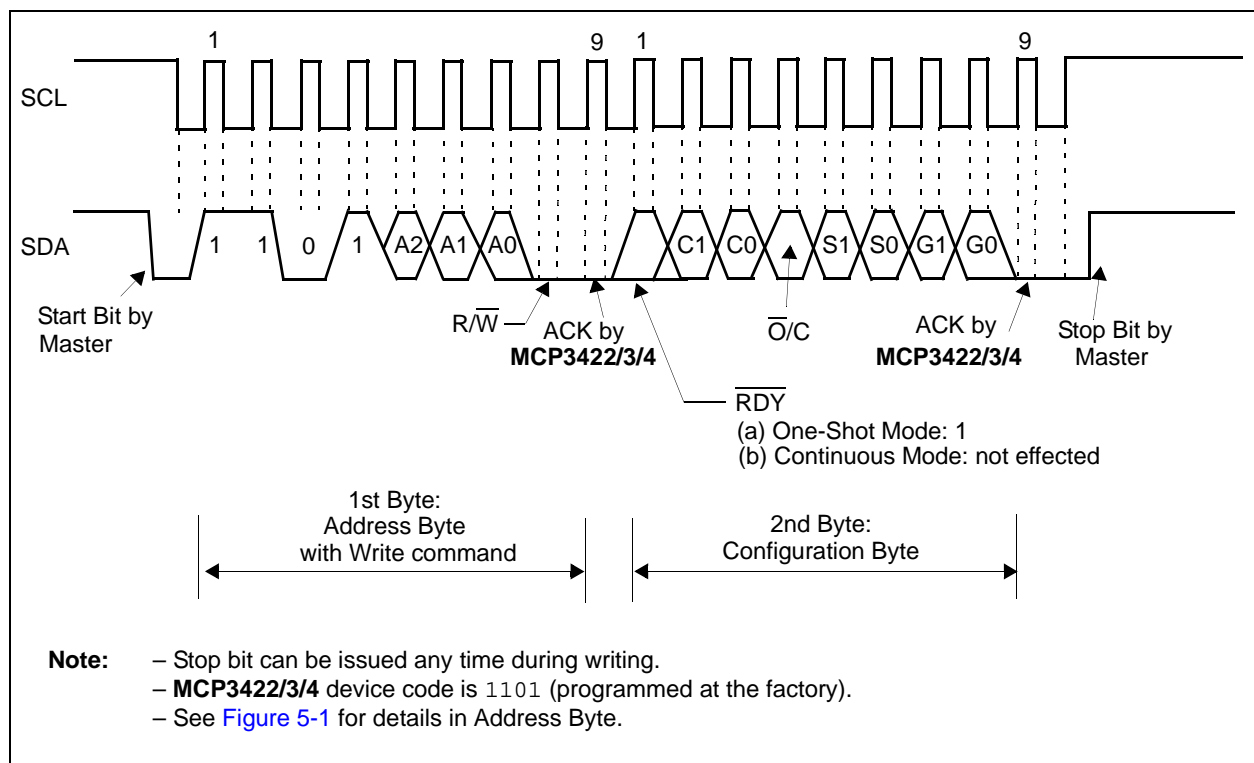 1 9 1 9
SCL
SDA
1 1 0 1 A2 A1 A0 C1 C0 S1 S0 G1 G0
Start Bit by
Master
R/W̅
ACK by
MCP3422/3/4
O̅/C
ACK by
MCP3422/3/4
Stop Bit by
Master
R̅D̅Y̅
(a) One-Shot Mode: 1
(b) Continuous Mode: not effected
1st Byte:
Address Byte
with Write command
2nd Byte:
Configuration Byte
Note: – Stop bit can be issued any time during writing.
– MCP3422/3/4 device code is 1101 (programmed at the factory).
– See Figure 5-1 for details in Address Byte.